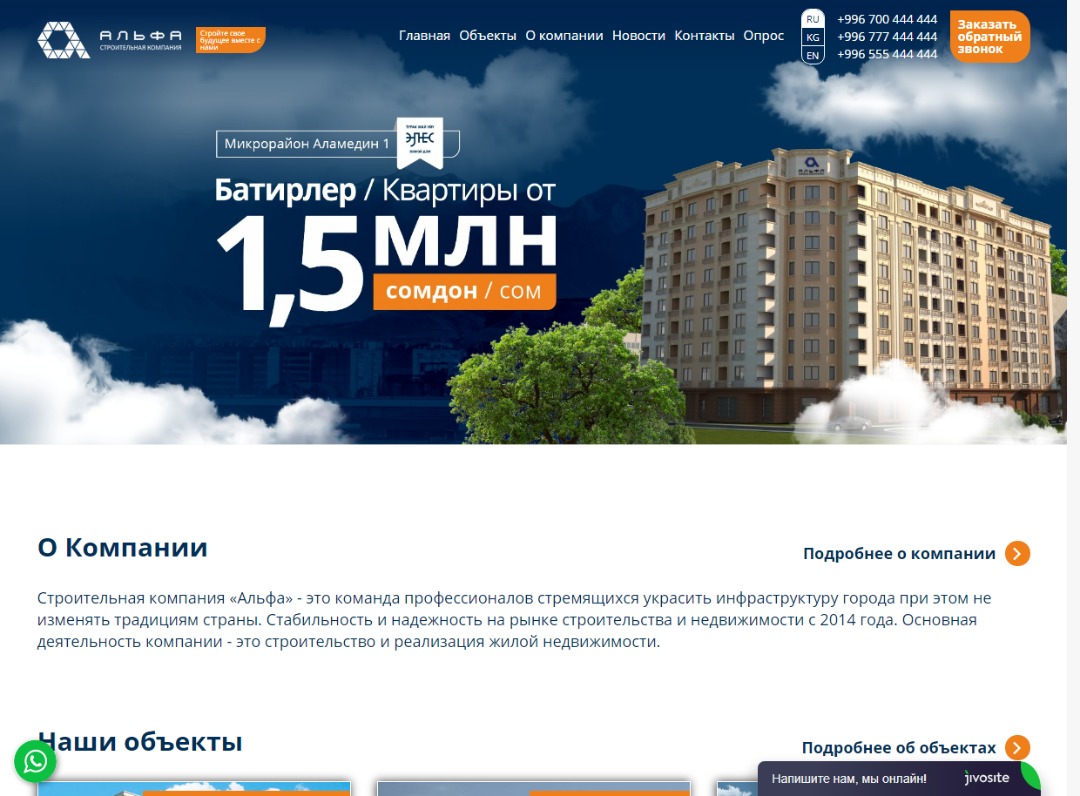 АЛЬФА
СТРОИТЕЛЬНАЯ КОМПАНИЯ
Стройте свое
будущее вместе с
нами
Главная Объекты О компании Новости Контакты Опрос
RU
KG
EN
+996 700 444 444
+996 777 444 444
+996 555 444 444
Заказать
обратный
звонок
Микрорайон Аламедин 1
ЭЛЕС
Батирлер / Квартиры от
1,5 млн
сомдон / сом
АЛЬФА
О Компании
Подробнее о компании
Строительная компания «Альфа» - это команда профессионалов стремящихся украсить инфраструктуру города при этом не
изменять традициям страны. Стабильность и надежность на рынке строительства и недвижимости с 2014 года. Основная
деятельность компании - это строительство и реализация жилой недвижимости.
Наши объекты
Подробнее об объектах
Напишите нам, мы онлайн!
jivosite